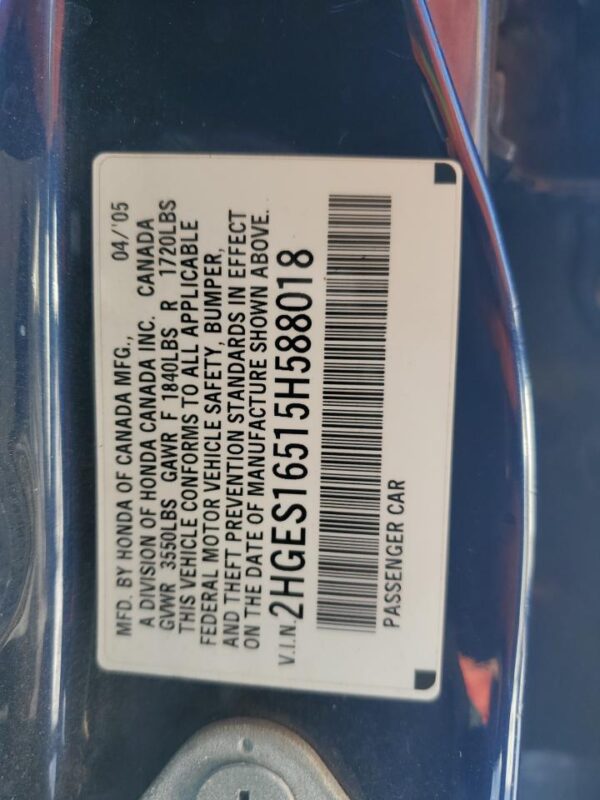 MFD. BY HONDA OF CANADA MFG., 04/'05
A DIVISION OF HONDA CANADA INC. CANADA
GVWR 3550LBS GAWR F 1840LBS R 1720LBS
THIS VEHICLE CONFORMS TO ALL APPLICABLE
FEDERAL MOTOR VEHICLE SAFETY, BUMPER,
AND THEFT PREVENTION STANDARDS IN EFFECT
ON THE DATE OF MANUFACTURE SHOWN ABOVE.
V.I.N. 2HGES16515H588018
PASSENGER CAR